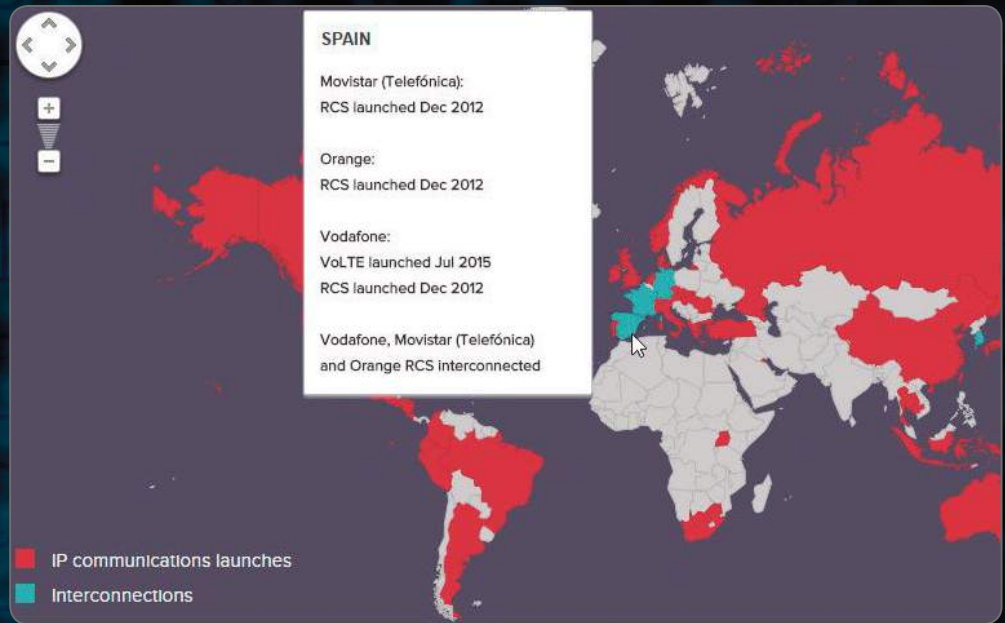 SPAIN
Movistar (Telefónica):
RCS launched Dec 2012
Orange:
RCS launched Dec 2012
Vodafone:
VoLTE launched Jul 2015
RCS launched Dec 2012
Vodafone, Movistar (Telefónica)
and Orange RCS interconnected
IP communications launches
Interconnections